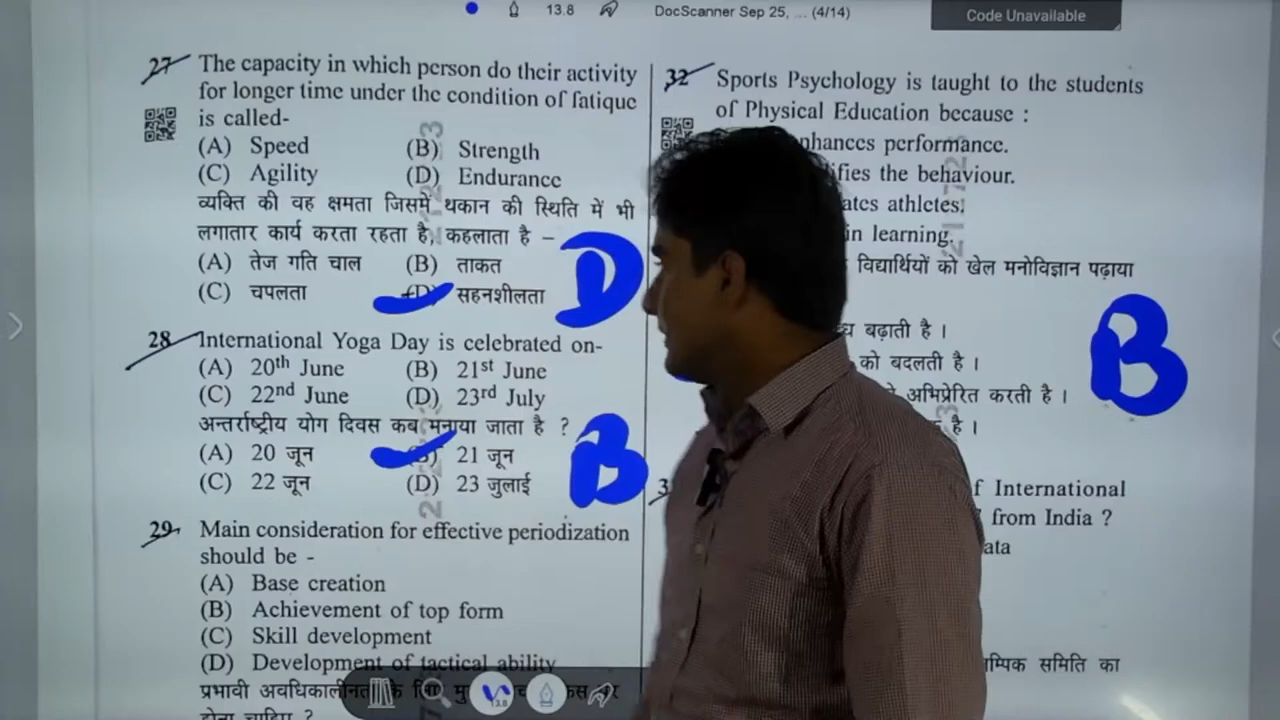 13.8
DocScanner Sep 25, ... (4/14)
Code Unavailable
27 The capacity in which person do their activity
for longer time under the condition of fatique
is called-
(A) Speed (B) Strength
(C) Agility (D) Endurance
व्यक्ति की वह क्षमता जिसमें थकान की स्थिति में भी
लगातार कार्य करता रहता है, कहलाता है –
(A) तेज गति चाल (B) ताकत
(C) चपलता (D) सहनशीलता
D
28 International Yoga Day is celebrated on-
(A) 20th June (B) 21st June
(C) 22nd June (D) 23rd July
अन्तर्राष्ट्रीय योग दिवस कब मनाया जाता है ?
(A) 20 जून (B) 21 जून
(C) 22 जून (D) 23 जुलाई
B
29 Main consideration for effective periodization
should be -
(A) Base creation
(B) Achievement of top form
(C) Skill development
(D) Development of tactical ability
प्रभावी
होना चाहिए ?
13.8
32 Sports Psychology is taught to the students
of Physical Education because :
performance.
the behaviour.
athletes.
in learning.
विद्यार्थियों को खेल मनोविज्ञान पढ़ाया
बढ़ाती है ।
को बदलती है ।
अभिप्रेरित करती है ।
है ।
B
International
from India ?
समिति का